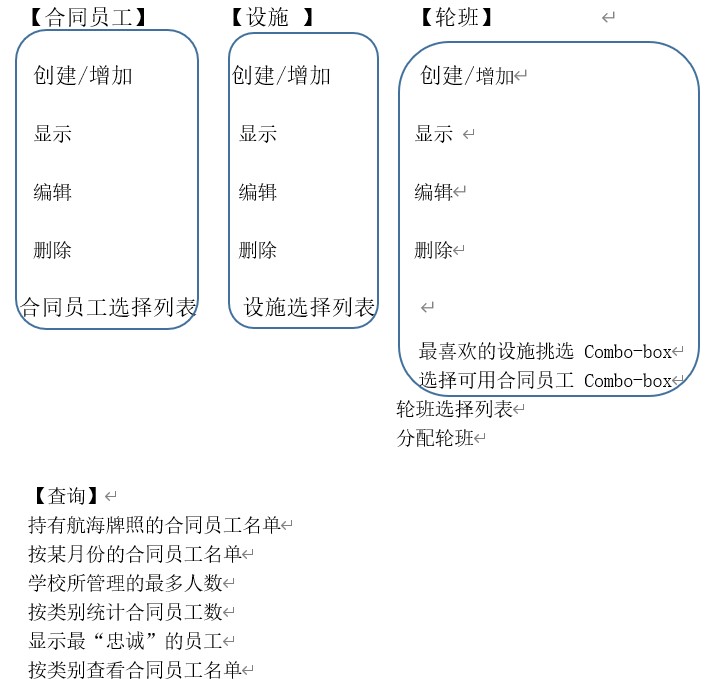 【合同员工】
创建/增加
显示
编辑
删除
合同员工选择列表
【设施 】
创建/增加
显示
编辑
删除
设施选择列表
【轮班】
创建/增加
显示
编辑
删除
最喜欢的设施挑选 Combo-box
选择可用合同员工 Combo-box
轮班选择列表
分配轮班
【查询】
持有航海牌照的合同员工名单
按某月份的合同员工名单
学校所管理的最多人数
按类别统计合同员工数
显示最“忠诚”的员工
按类别查看合同员工名单